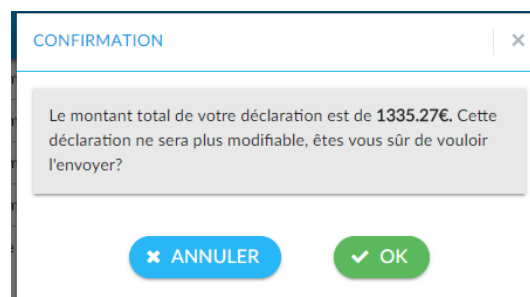 CONFIRMATION
Le montant total de votre déclaration est de 1335.27€. Cette
déclaration ne sera plus modifiable, êtes vous sûr de vouloir
l'envoyer?
ANNULER
OK